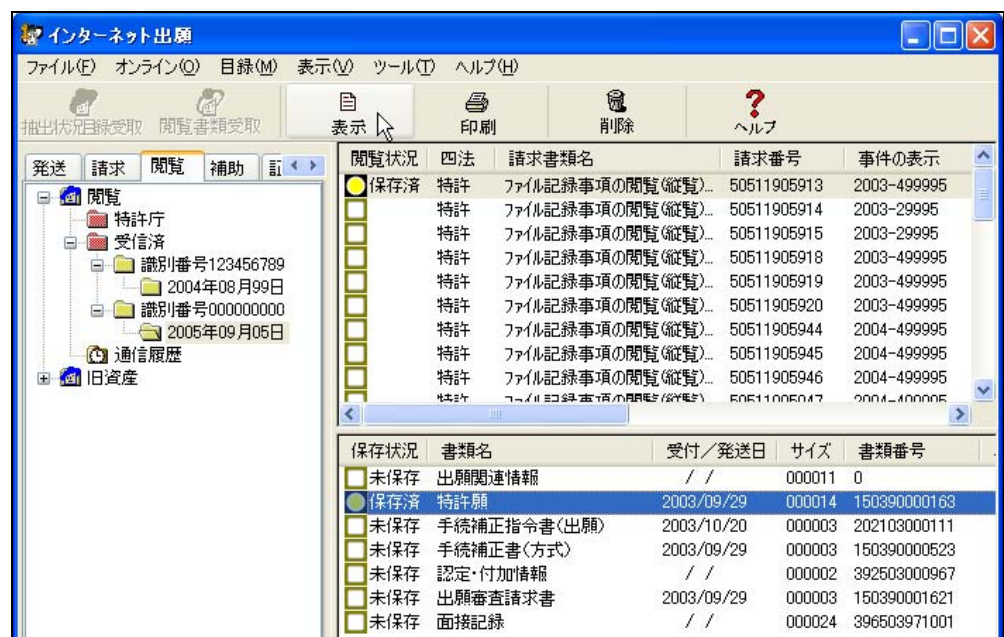 インターネット出願
ファイル(F) オンライン(O) 目録(M) 表示(V) ツール(T) ヘルプ(H)
抽出状況目録受取 閲覧書類受取 表示 印刷 削除 ヘルプ
発送 請求 閲覧 補助
閲覧
特許庁
受信済
識別番号123456789
2004年08月99日
識別番号000000000
2005年09月05日
通信履歴
旧資産
閲覧状況 四法 請求書類名 請求番号 事件の表示
保存済 特許 ファイル記録事項の閲覧(縦覧)... 50511905913 2003-499995
特許 ファイル記録事項の閲覧(縦覧)... 50511905914 2003-29995
特許 ファイル記録事項の閲覧(縦覧)... 50511905915 2003-29995
特許 ファイル記録事項の閲覧(縦覧)... 50511905918 2003-499995
特許 ファイル記録事項の閲覧(縦覧)... 50511905919 2003-499995
特許 ファイル記録事項の閲覧(縦覧)... 50511905920 2003-499995
特許 ファイル記録事項の閲覧(縦覧)... 50511905944 2004-499995
特許 ファイル記録事項の閲覧(縦覧)... 50511905945 2004-499995
特許 ファイル記録事項の閲覧(縦覧)... 50511905946 2004-499995
保存状況 書類名 受付/発送日 サイズ 書類番号
未保存 出願関連情報 / / 000011 0
保存済 特許願 2003/09/29 000014 150390000163
未保存 手続補正指令書(出願) 2003/10/20 000003 202103000111
未保存 手続補正書(方式) 2003/09/29 000003 150390000523
未保存 認定・付加情報 / / 000002 392503000967
未保存 出願審査請求書 2003/09/29 000003 150390001621
未保存 面接記録 / / 000024 396503971001